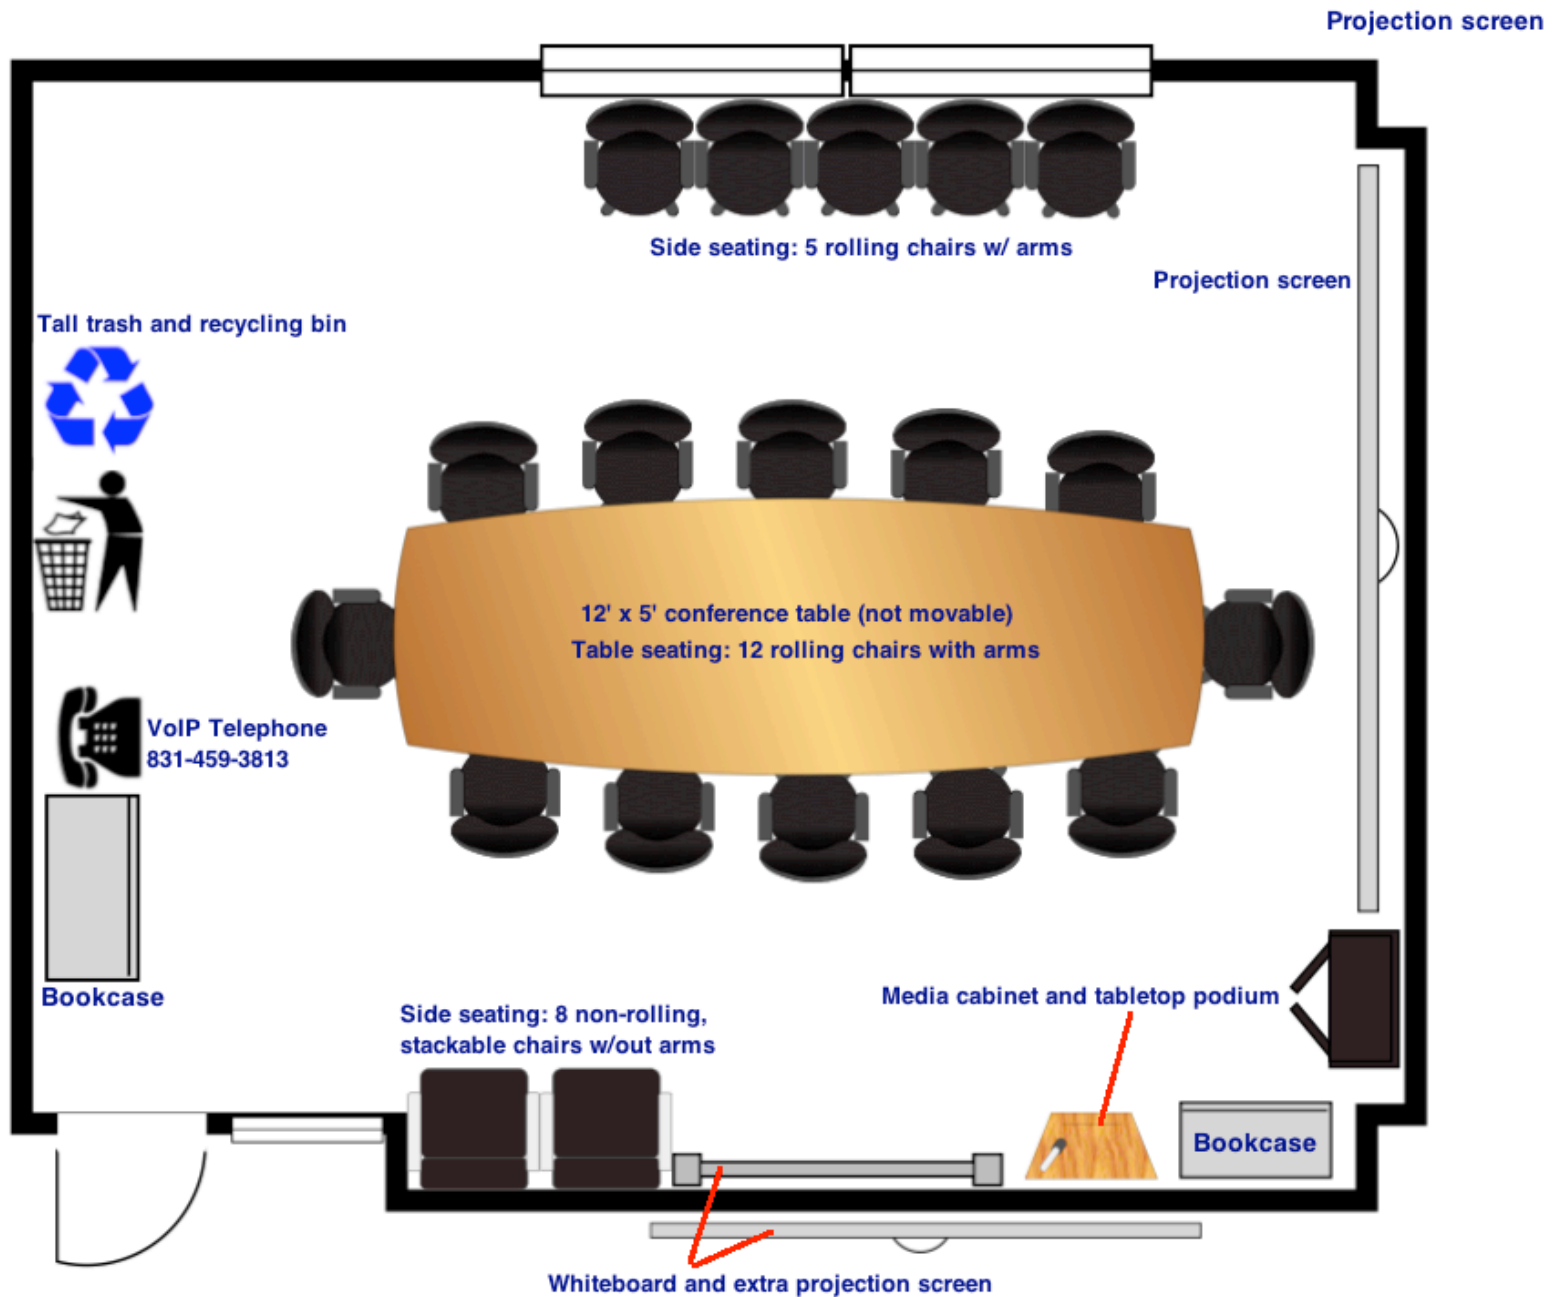 Projection screen
Side seating: 5 rolling chairs w/ arms
Projection screen
Tall trash and recycling bin
12' x 5' conference table (not movable)
Table seating: 12 rolling chairs with arms
VoIP Telephone
831-459-3813
Bookcase
Media cabinet and tabletop podium
Side seating: 8 non-rolling,
stackable chairs w/out arms
Bookcase
Whiteboard and extra projection screen